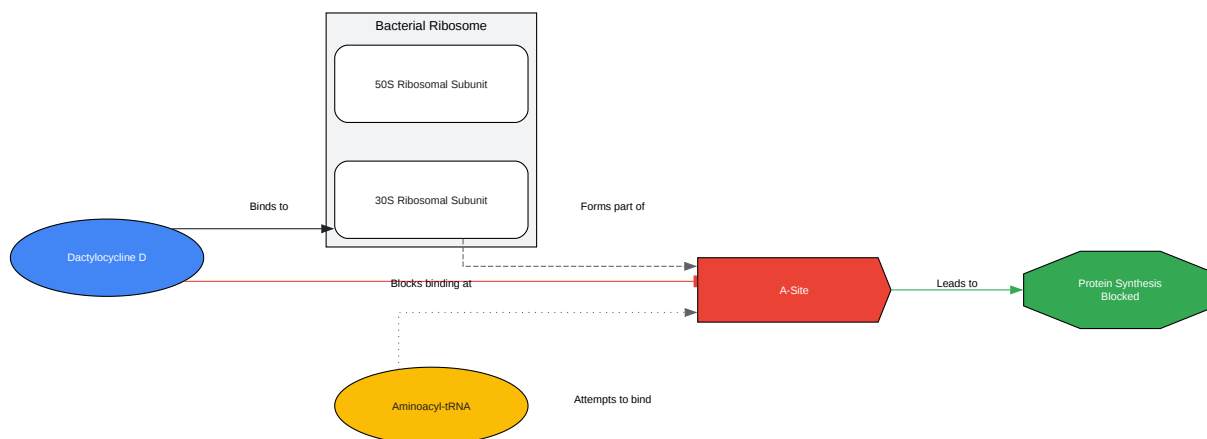 Bacterial Ribosome
50S Ribosomal Subunit
30S Ribosomal Subunit
Binds to
Forms part of
Dactylocycline D
Blocks binding at
A-Site
Leads to
Protein Synthesis
Blocked
Aminoacyl-tRNA
Attempts to bind